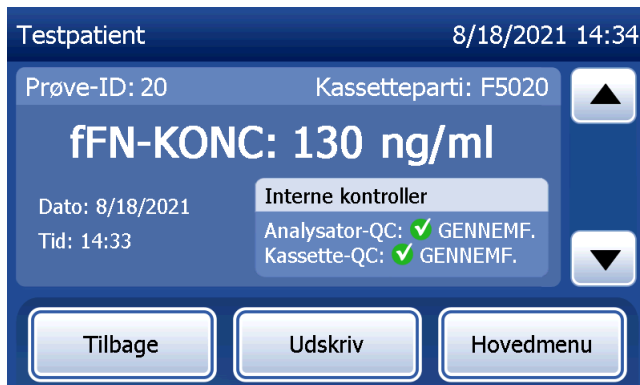 Testpatient 8/18/2021 14:34
Prøve-ID: 20 Kassetteparti: F5020
fFN-KONC: 130 ng/ml
Dato: 8/18/2021
Tid: 14:33
Interne kontroller
Analysator-QC: GENNEMF.
Kassette-QC: GENNEMF.
Tilbage Udskriv Hovedmenu